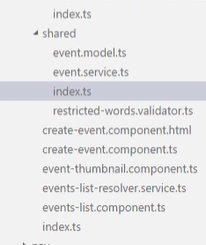 index.ts
shared
event.model.ts
event.service.ts
index.ts
restricted-words.validator.ts
create-event.component.html
create-event.component.ts
event-thumbnail.component.ts
events-list-resolver.service.ts
events-list.component.ts
index.ts